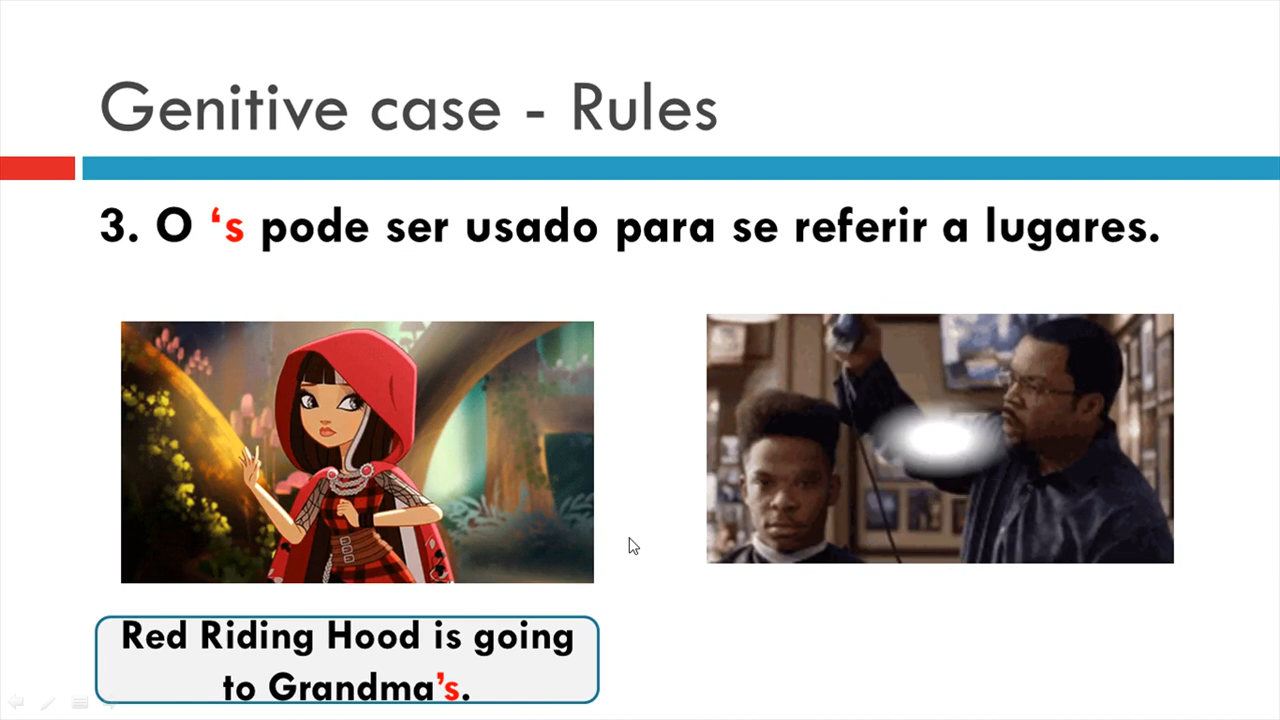 Genitive case - Rules
3. O ‘s pode ser usado para se referir a lugares.
Red Riding Hood is going
to Grandma’s.